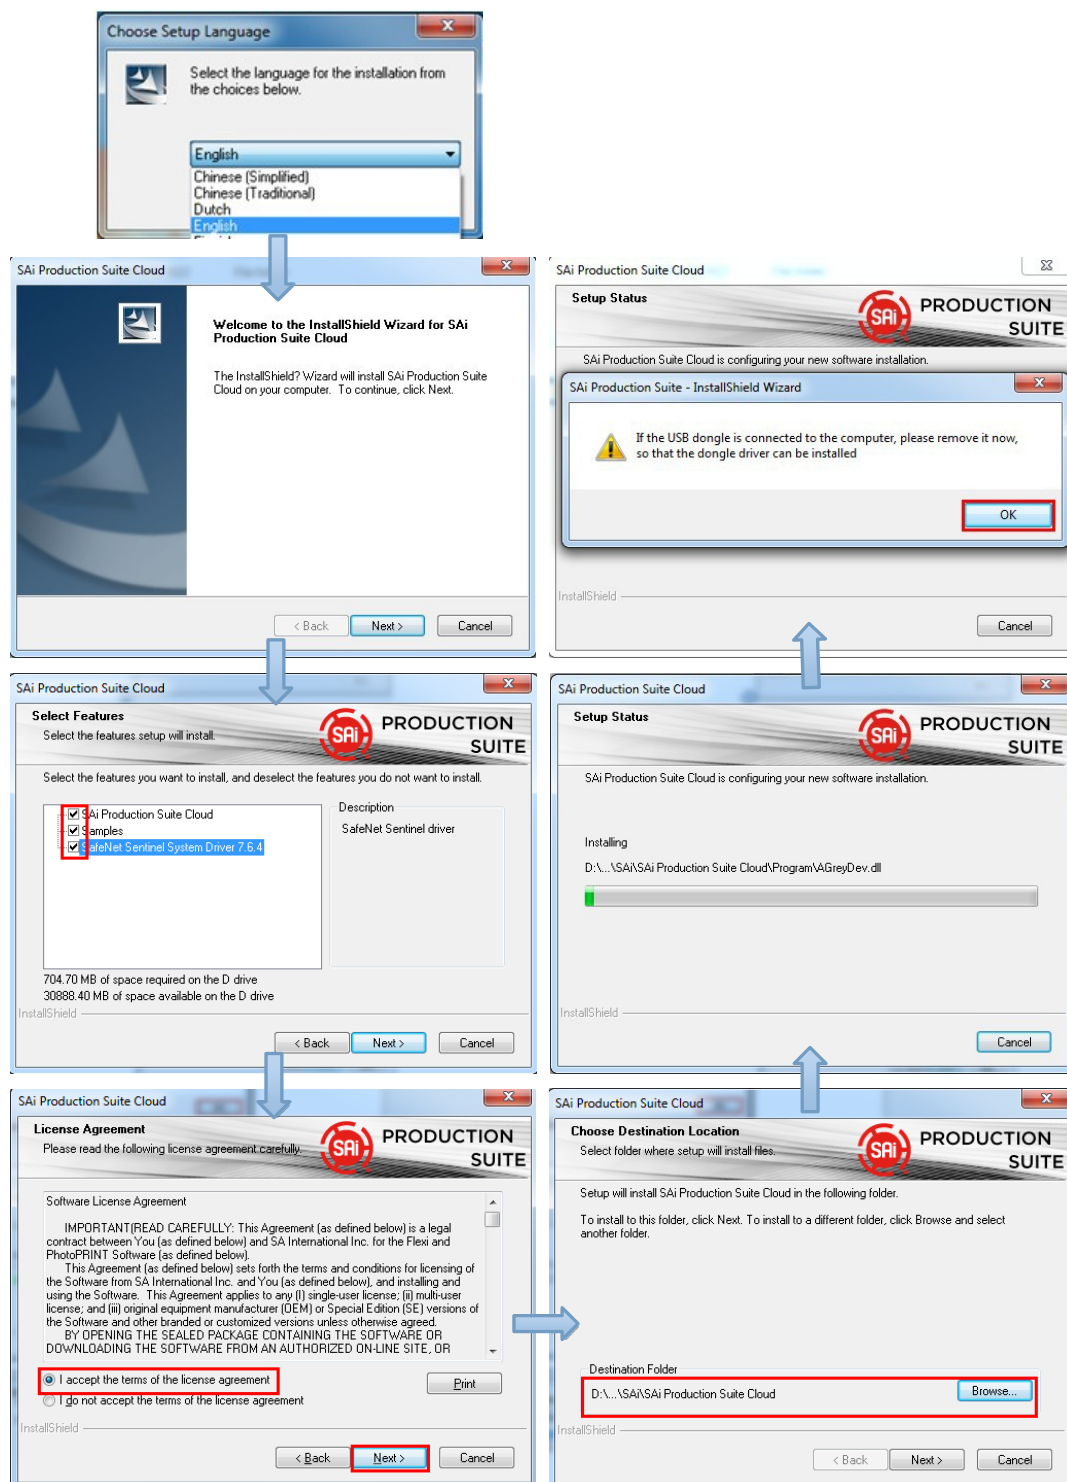 Choose Setup Language
Select the language for the installation from
the choices below.
English
Chinese (Simplified)
Chinese (Traditional)
Dutch
English
SAi Production Suite Cloud
Welcome to the InstallShield Wizard for SAi
Production Suite Cloud
The InstallShield? Wizard will install SAi Production Suite
Cloud on your computer. To continue, click Next.
< Back Next > Cancel
SAi Production Suite Cloud
Select Features
Select the features setup will install.
SAi PRODUCTION
SUITE
Select the features you want to install, and deselect the features you do not want to install.
SAi Production Suite Cloud
Samples
SafeNet Sentinel System Driver 7.6.4
Description
SafeNet Sentinel driver
704.70 MB of space required on the D drive
30888.40 MB of space available on the D drive
InstallShield
< Back Next > Cancel
SAi Production Suite Cloud
License Agreement
Please read the following license agreement carefully.
SAi PRODUCTION
SUITE
Software License Agreement
IMPORTANT(READ CAREFULLY: This Agreement (as defined below) is a legal
contract between You (as defined below) and SA International Inc. for the Flexi and
PhotoPRINT Software (as defined below).
This Agreement (as defined below) sets forth the terms and conditions for licensing of
the Software from SA International Inc. and You (as defined below), and installing and
using the Software. This Agreement applies to any (I) single-user license; (ii) multi-user
license; and (iii) original equipment manufacturer (OEM) or Special Edition (SE) versions of
the Software and other branded or customized versions unless otherwise agreed.
BY OPENING THE SEALED PACKAGE CONTAINING THE SOFTWARE OR
DOWNLOADING THE SOFTWARE FROM AN AUTHORIZED ON-LINE SITE, OR
I accept the terms of the license agreement
I do not accept the terms of the license agreement
Print
InstallShield
< Back Next > Cancel
SAi Production Suite Cloud
Choose Destination Location
Select folder where setup will install files.
SAi PRODUCTION
SUITE
Setup will install SAi Production Suite Cloud in the following folder.
To install to this folder, click Next. To install to a different folder, click Browse and select
another folder.
Destination Folder
D:\...\SAi\SAi Production Suite Cloud
Browse...
InstallShield
< Back Next > Cancel
SAi Production Suite Cloud
Setup Status
SAi PRODUCTION
SUITE
SAi Production Suite Cloud is configuring your new software installation.
Installing
D:\...\SAi\SAi Production Suite Cloud\Program\AGreyDev.dll
InstallShield
Cancel
SAi Production Suite Cloud
Setup Status
SAi PRODUCTION
SUITE
SAi Production Suite Cloud is configuring your new software installation.
SAi Production Suite - InstallShield Wizard
If the USB dongle is connected to the computer, please remove it now,
so that the dongle driver can be installed
OK
InstallShield
Cancel